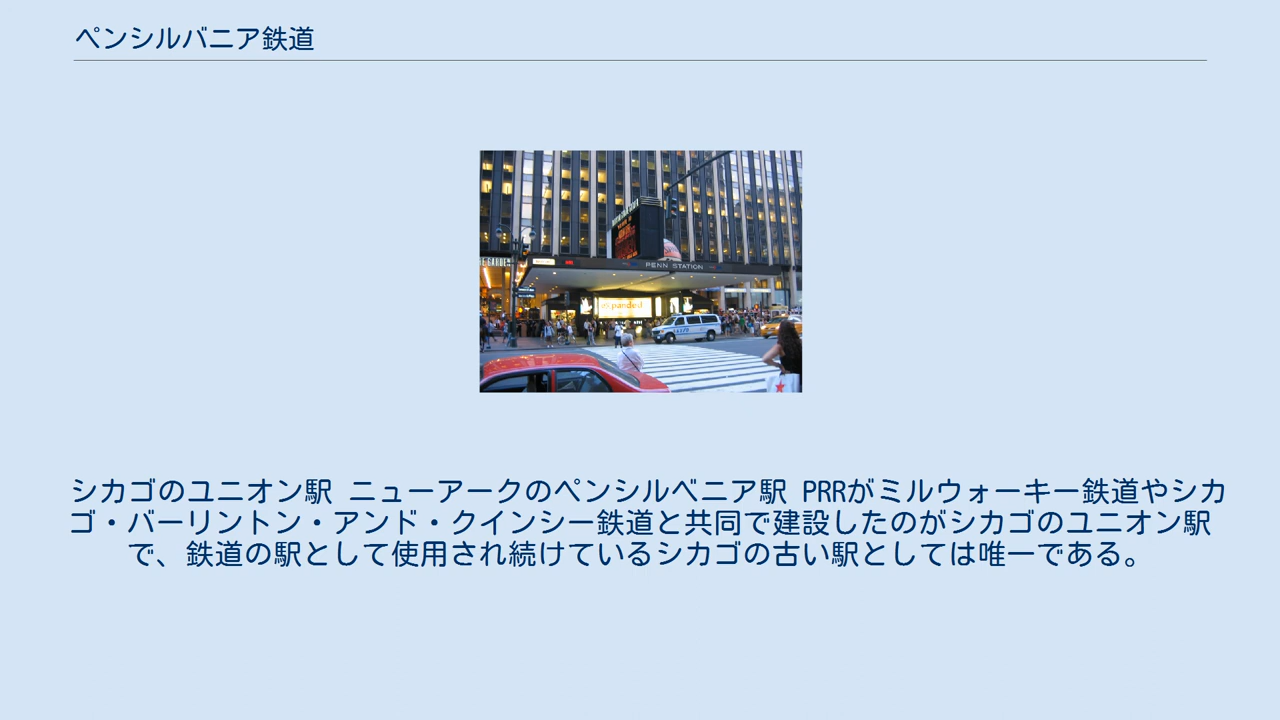 ペンシルバニア鉄道
PENN STATION
シカゴのユニオン駅 ニューアークのペンシルベニア駅 PRRがミルウォーキー鉄道やシカ
ゴ・バーリントン・アンド・クインシー鉄道と共同で建設したのがシカゴのユニオン駅
で、鉄道の駅として使用され続けているシカゴの古い駅としては唯一である。